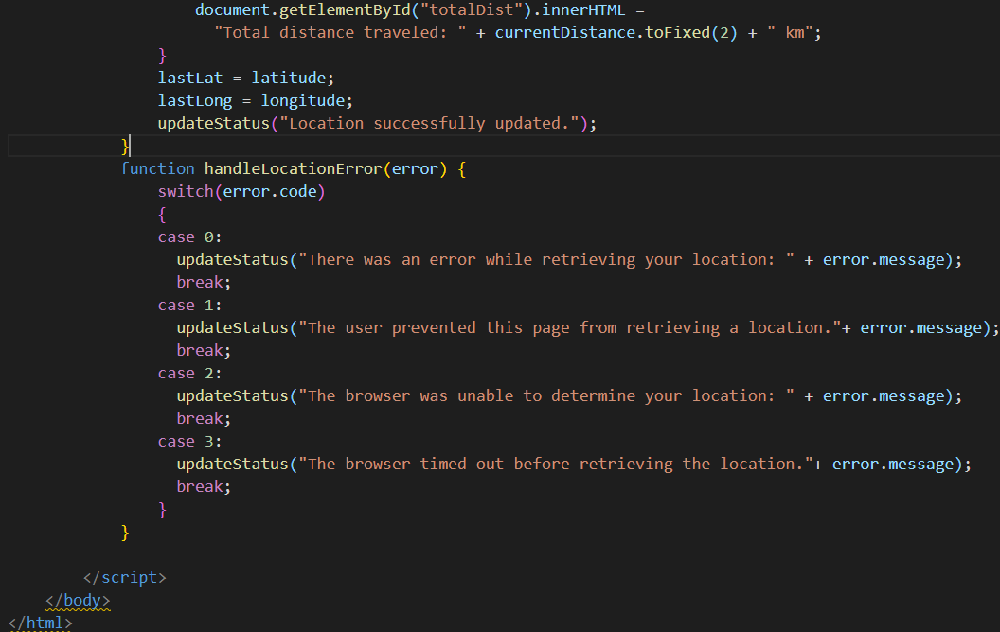 document.getElementById("totalDist").innerHTML =
"Total distance traveled: " + currentDistance.toFixed(2) + " km";
}
lastLat = latitude;
lastLong = longitude;
updateStatus("Location successfully updated.");
}
function handleLocationError(error) {
switch(error.code)
{
case 0:
updateStatus("There was an error while retrieving your location: " + error.message);
break;
case 1:
updateStatus("The user prevented this page from retrieving a location."+ error.message);
break;
case 2:
updateStatus("The browser was unable to determine your location: " + error.message);
break;
case 3:
updateStatus("The browser timed out before retrieving the location."+ error.message);
break;
}
}
</script>
</body>
</html>